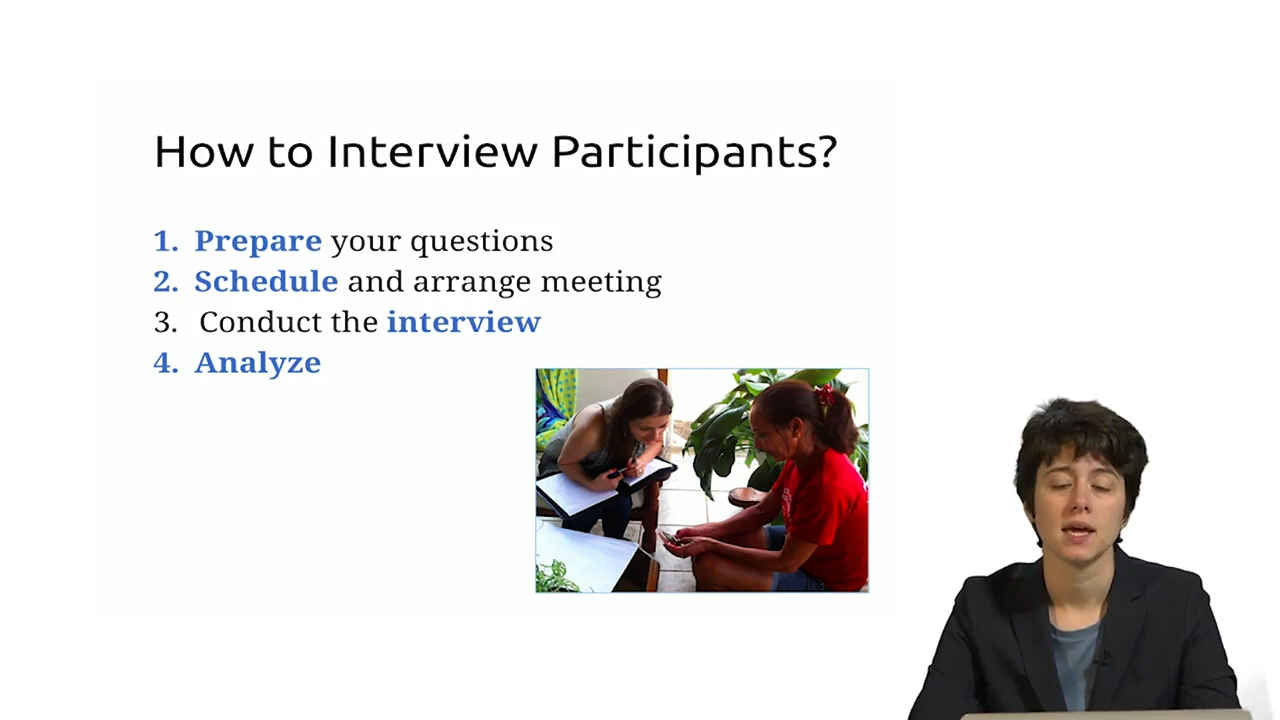 How to Interview Participants?
1. Prepare your questions
2. Schedule and arrange meeting
3. Conduct the interview
4. Analyze